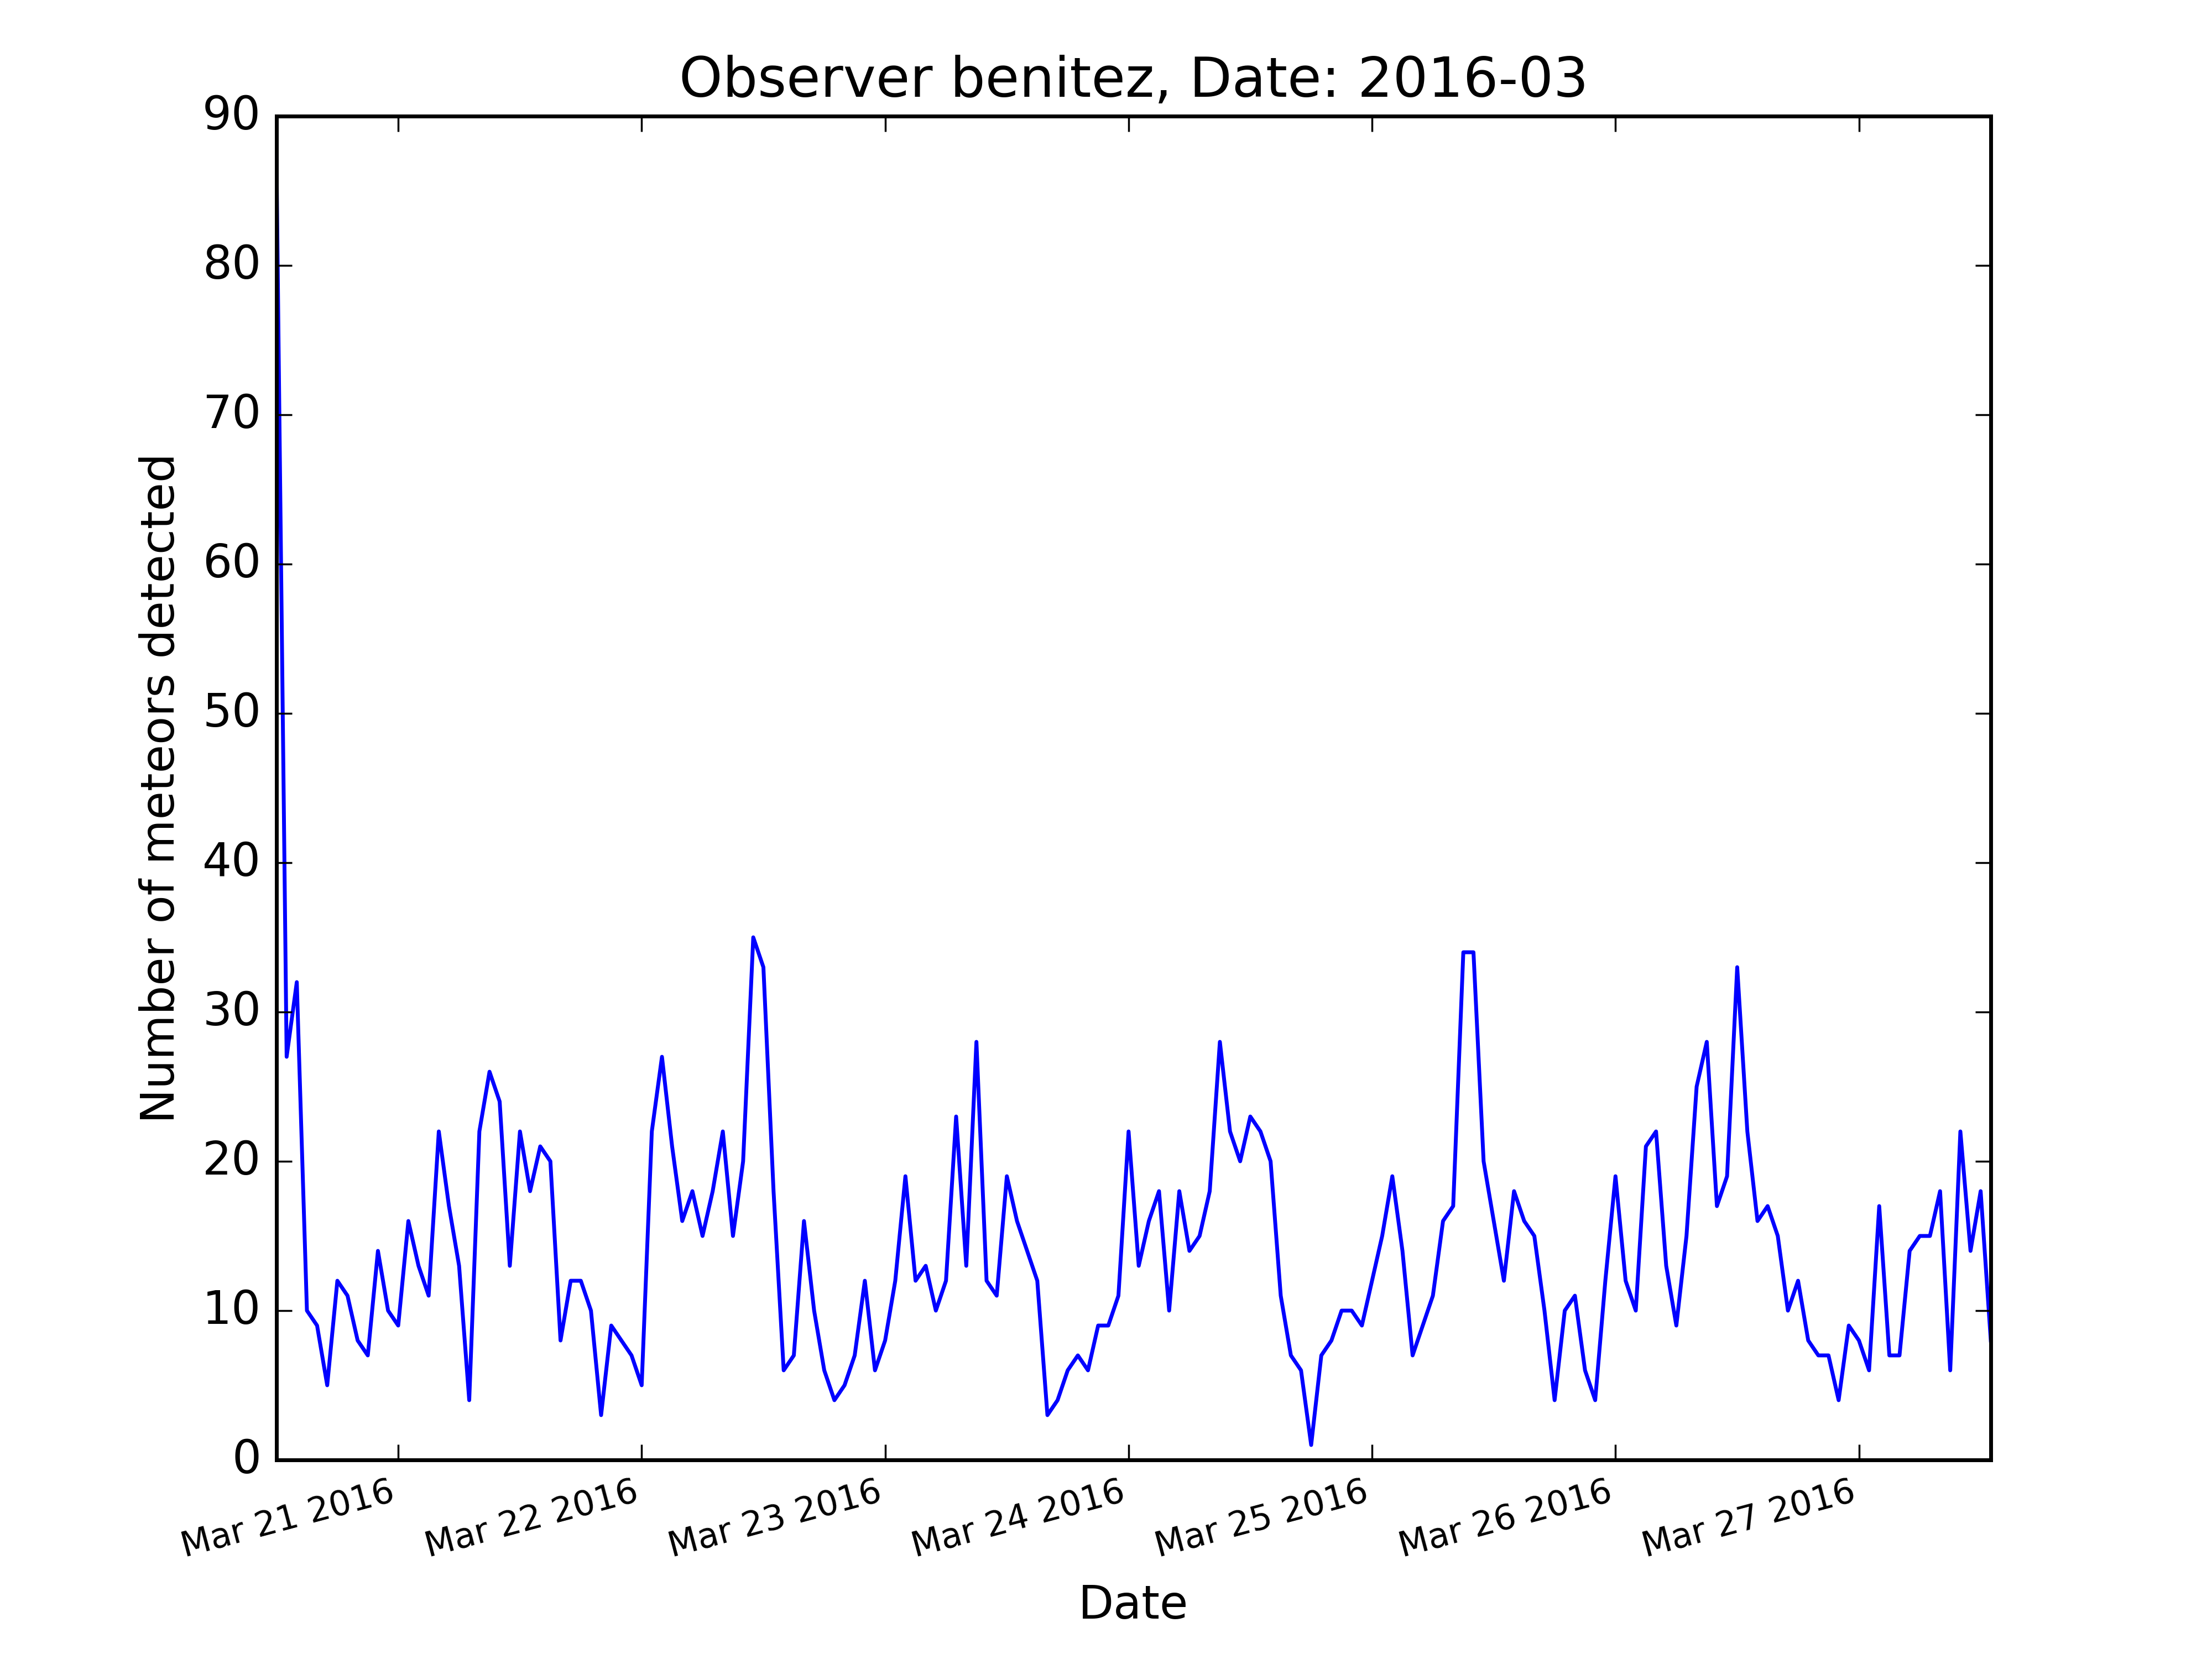 Observer benitez, Date: 2016-03
Number of meteors detected
90
80
70
60
50
40
30
20
10
0
Mar 21 2016
Mar 22 2016
Mar 23 2016
Mar 24 2016
Mar 25 2016
Mar 26 2016
Mar 27 2016
Date